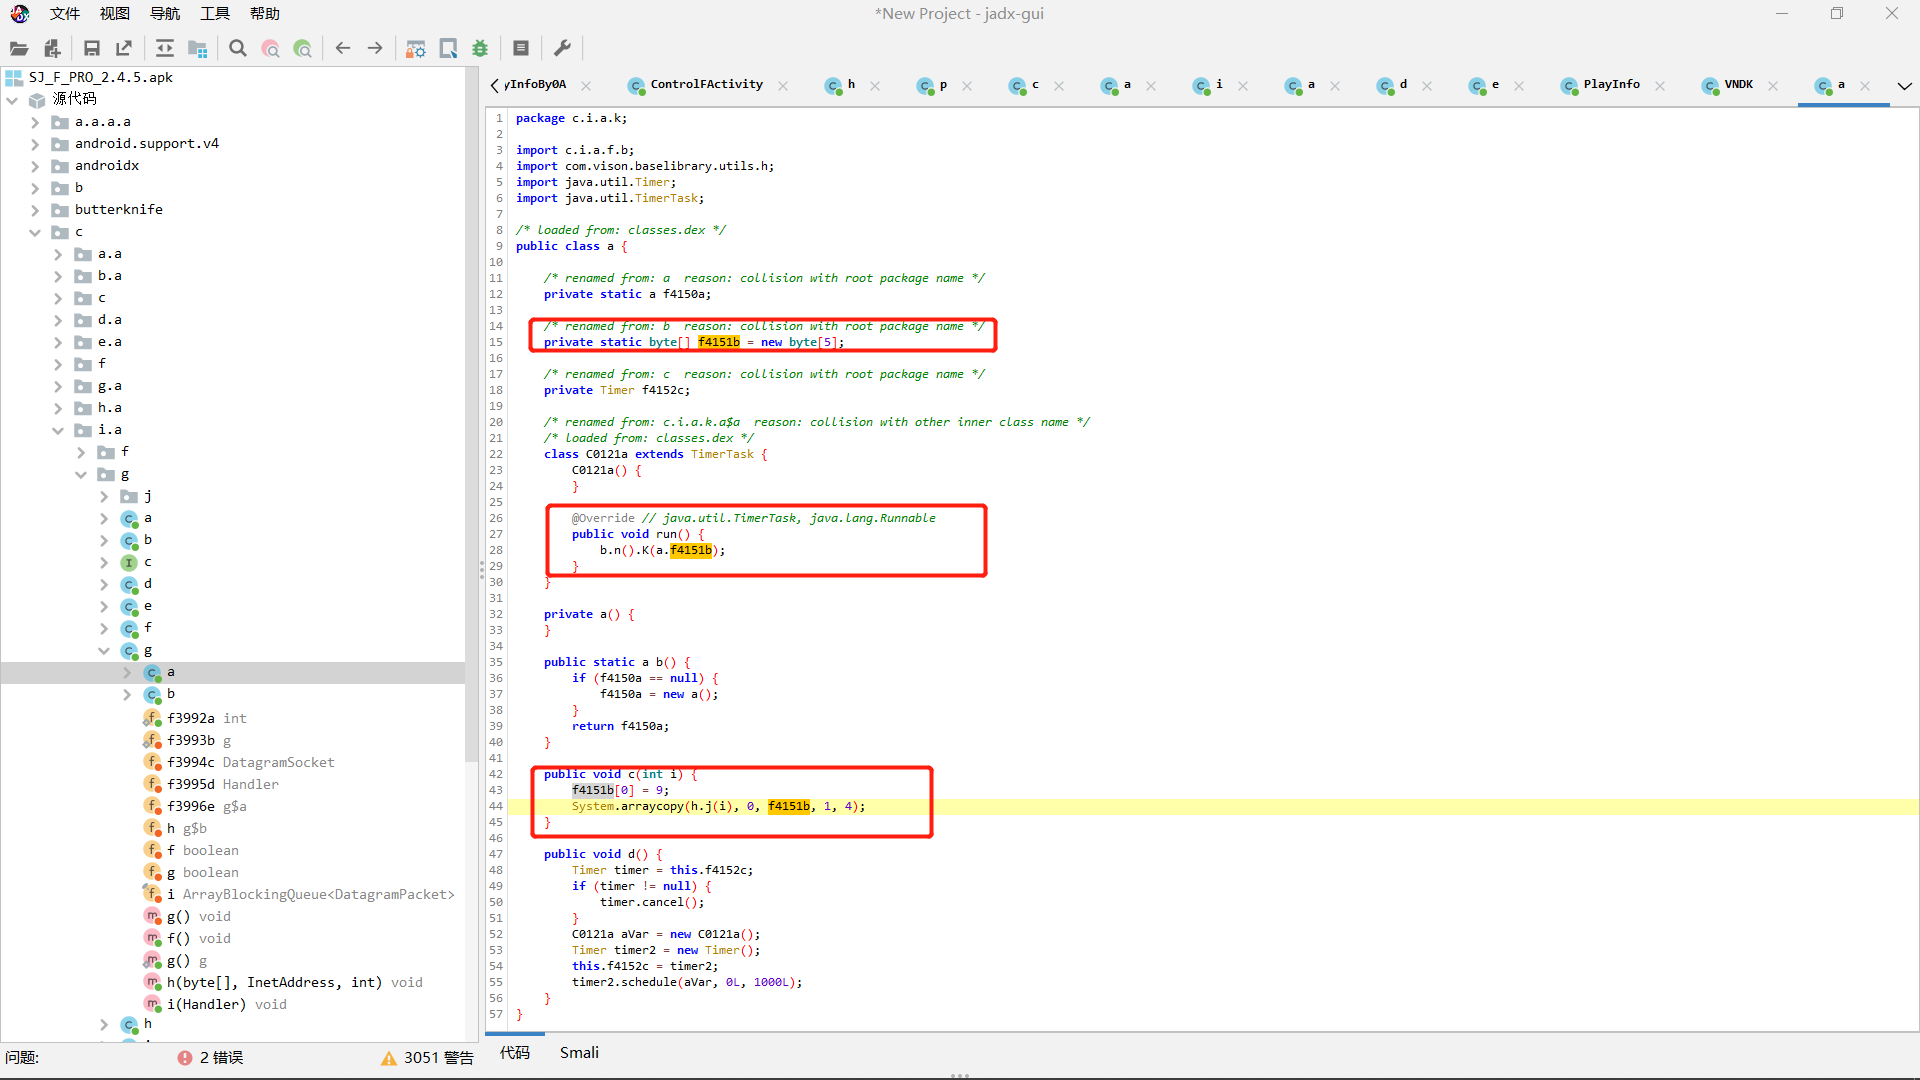 文件 视图 导航 工具 帮助
*New Project - jadx-gui
SJ_F_PRO_2.4.5.apk
源代码
a.a.a.a
android.support.v4
androidx
b
butterknife
c
a.a
b.a
c
d.a
e.a
f
g.a
h.a
i.a
f
g
j
a
b
c
d
e
f
g
a
b
f3992a int
f3993b g
f3994c DatagramSocket
f3995d Handler
f3996e g$a
h g$b
f boolean
g boolean
i ArrayBlockingQueue<DatagramPacket>
g() void
f() void
g() g
h(byte[], InetAddress, int) void
i(Handler) void
h
问题: 2 错误 3051 警告
yInfoBy0A ControlFActivity h p c a i a d e PlayInfo VNDK a
1 package c.i.a.k;
2
3 import c.i.a.f.b;
4 import com.vison.baselibrary.utils.h;
5 import java.util.Timer;
6 import java.util.TimerTask;
7
8 /* loaded from: classes.dex */
9 public class a {
10
11 /* renamed from: a  reason: collision with root package name */
12 private static a f4150a;
13
14 /* renamed from: b  reason: collision with root package name */
15 private static byte[] f4151b = new byte[5];
16
17 /* renamed from: c  reason: collision with root package name */
18 private Timer f4152c;
19
20 /* renamed from: c.i.a.k.a$a  reason: collision with other inner class name */
21 /* loaded from: classes.dex */
22 class C0121a extends TimerTask {
23 C0121a() {
24 }
25
26 @Override // java.util.TimerTask, java.lang.Runnable
27 public void run() {
28 b.n().K(a.f4151b);
29 }
30 }
31
32 private a() {
33 }
34
35 public static a b() {
36 if (f4150a == null) {
37 f4150a = new a();
38 }
39 return f4150a;
40 }
41
42 public void c(int i) {
43 f4151b[0] = 9;
44 System.arraycopy(h.j(i), 0, f4151b, 1, 4);
45 }
46
47 public void d() {
48 Timer timer = this.f4152c;
49 if (timer != null) {
50 timer.cancel();
51 }
52 C0121a aVar = new C0121a();
53 Timer timer2 = new Timer();
54 this.f4152c = timer2;
55 timer2.schedule(aVar, 0L, 1000L);
56 }
57 }
代码 Smali